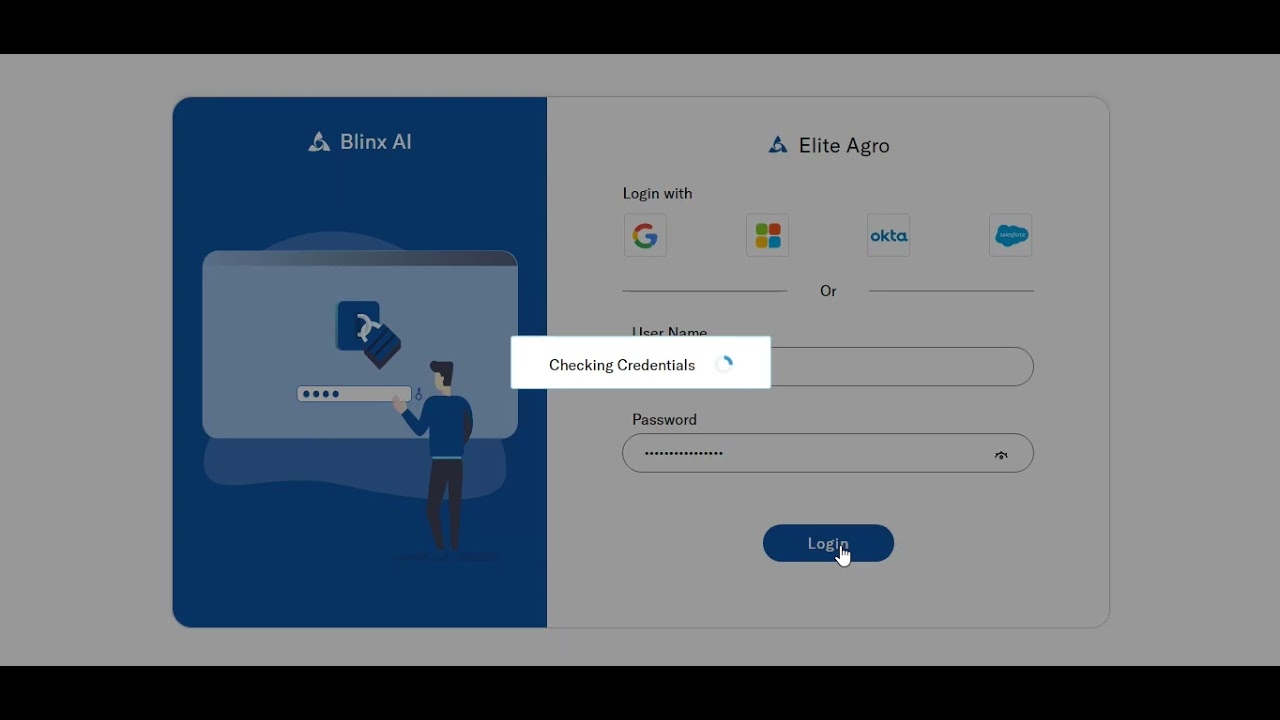 Blinx AI
Elite Agro
Login with
okta
salesforce
Or
User Name
Checking Credentials
Password
Login